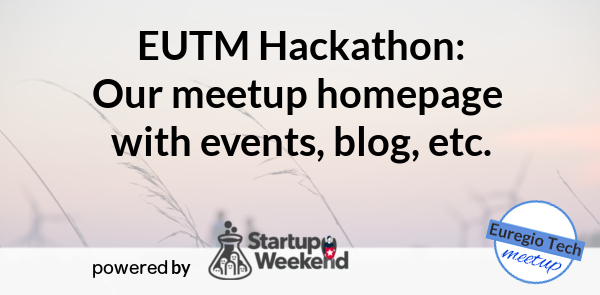 EUTM Hackathon:
Our meetup homepage
with events, blog, etc.
powered by
Startup
Weekend
Euregio Tech
meetup